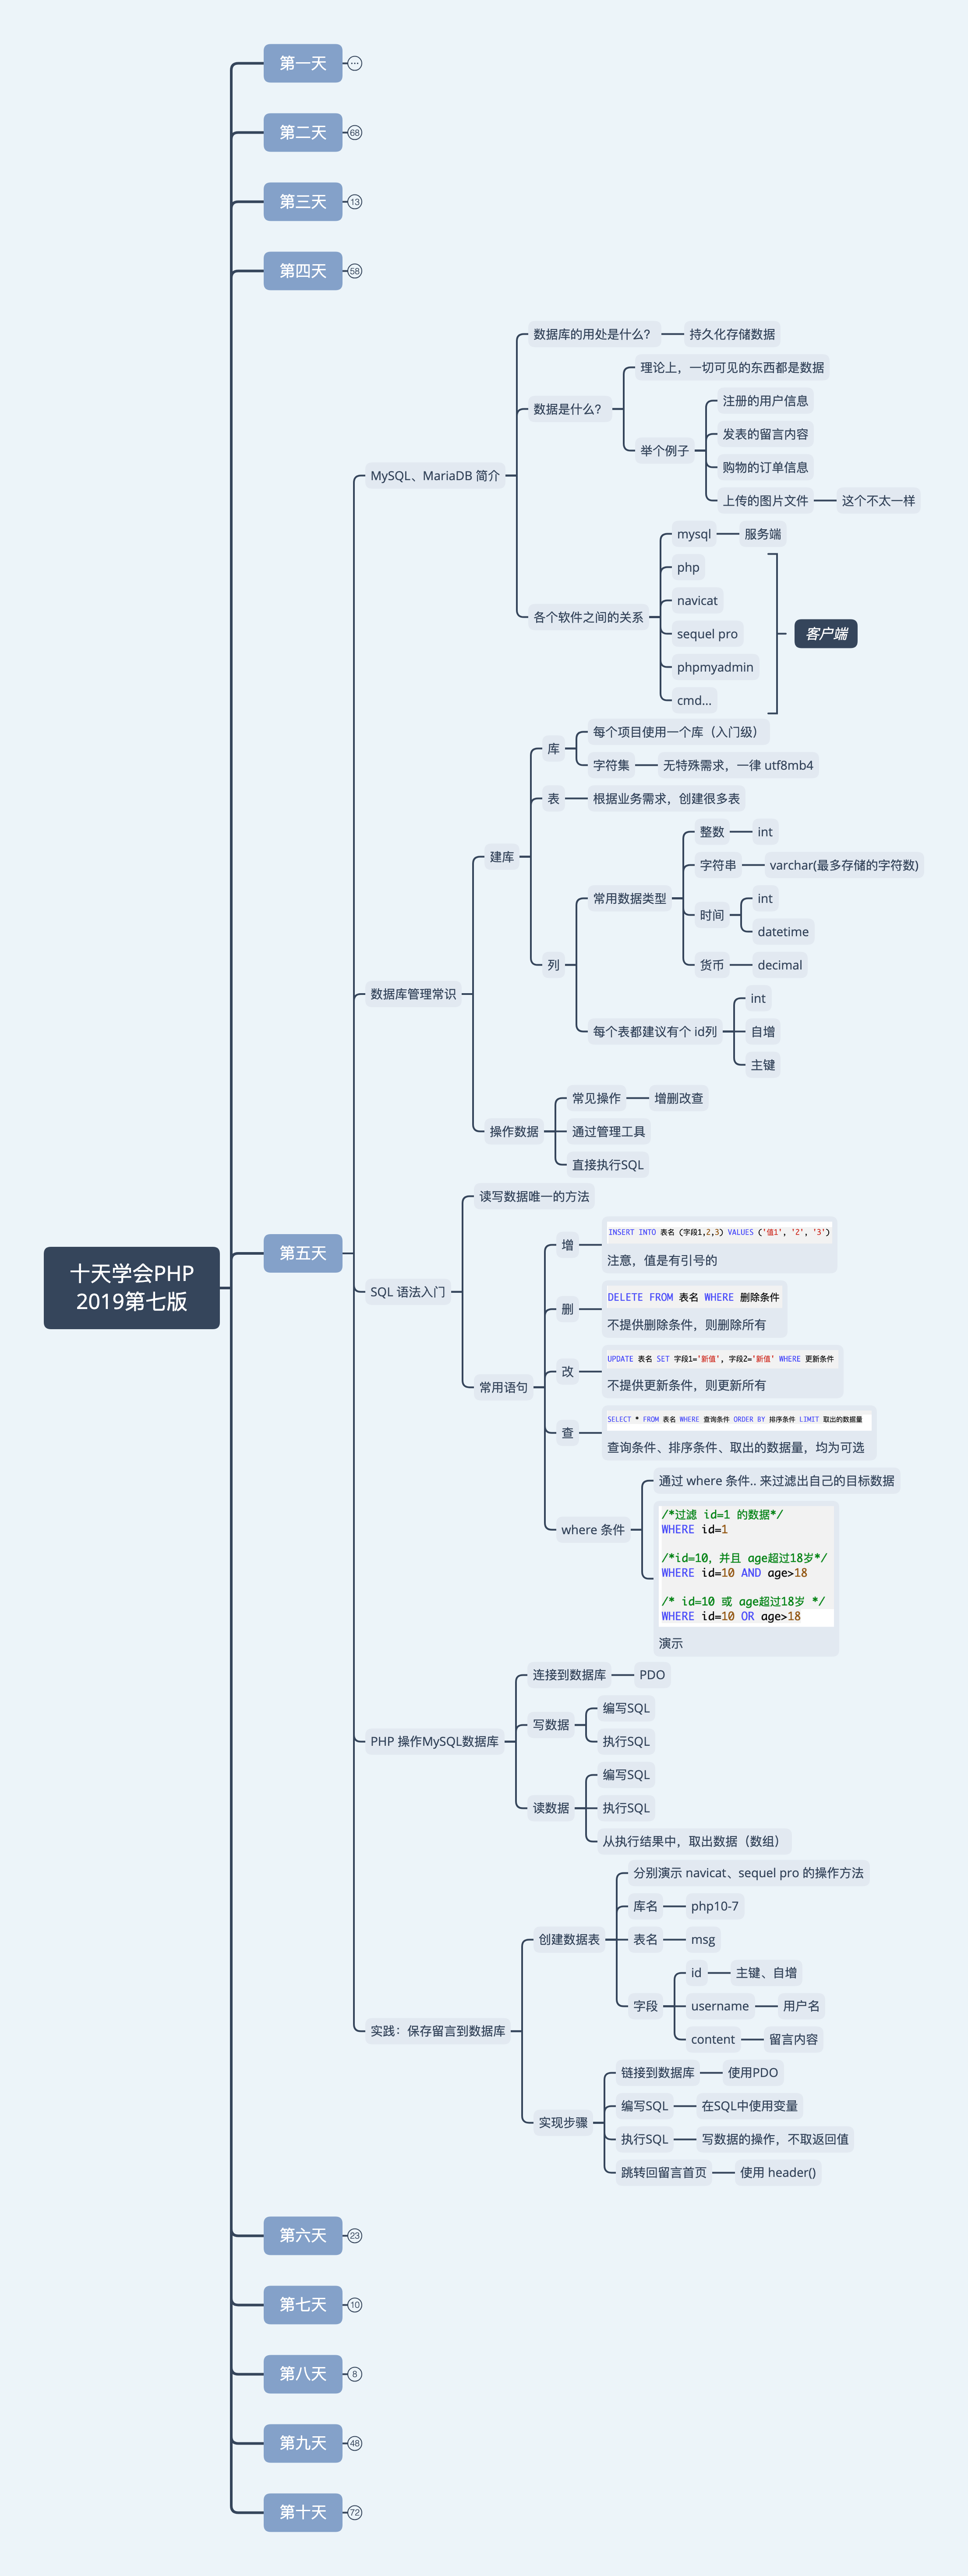 十天学会PHP
2019第七版
第一天
...
第二天
68
第三天
13
第四天
58
第五天
MySQL、MariaDB 简介
数据库的用处是什么？
持久化存储数据
数据是什么？
理论上，一切可见的东西都是数据
举个例子
注册的用户信息
发表的留言内容
购物的订单信息
上传的图片文件
这个不太一样
各个软件之间的关系
mysql
服务端
php
navicat
sequel pro
phpmyadmin
cmd...
客户端
数据库管理常识
建库
库
每个项目使用一个库（入门级）
字符集
无特殊需求，一律 utf8mb4
表
根据业务需求，创建很多表
列
常用数据类型
整数
int
字符串
varchar(最多存储的字符数)
时间
int
datetime
货币
decimal
每个表都建议有个 id列
int
自增
主键
操作数据
常见操作
增删改查
通过管理工具
直接执行SQL
SQL 语法入门
读写数据唯一的方法
常用语句
增
INSERT INTO 表名 (字段1,2,3) VALUES ('值1', '2', '3')
注意，值是有引号的
删
DELETE FROM 表名 WHERE 删除条件
不提供删除条件，则删除所有
改
UPDATE 表名 SET 字段1='新值', 字段2='新值' WHERE 更新条件
不提供更新条件，则更新所有
查
SELECT * FROM 表名 WHERE 查询条件 ORDER BY 排序条件 LIMIT 取出的数据量
查询条件、排序条件、取出的数据量，均为可选
where 条件
通过 where 条件.. 来过滤出自己的目标数据
/*过滤 id=1 的数据*/
WHERE id=1
/*id=10，并且 age超过18岁*/
WHERE id=10 AND age>18
/* id=10 或 age超过18岁 */
WHERE id=10 OR age>18
演示
PHP 操作MySQL数据库
连接到数据库
PDO
写数据
编写SQL
执行SQL
读数据
编写SQL
执行SQL
从执行结果中，取出数据（数组）
实践：保存留言到数据库
创建数据表
分别演示 navicat、sequel pro 的操作方法
库名
php10-7
表名
msg
字段
id
主键、自增
username
用户名
content
留言内容
实现步骤
链接到数据库
使用PDO
编写SQL
在SQL中使用变量
执行SQL
写数据的操作，不取返回值
跳转回留言首页
使用 header()
第六天
23
第七天
10
第八天
8
第九天
48
第十天
72